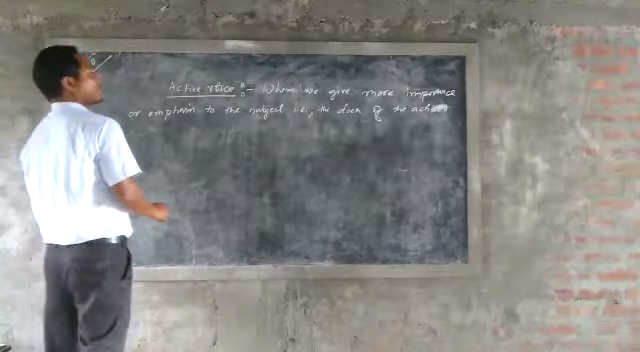 Active voice :- When we give more importance
or emphasis to the subject i.e., the doer of the action